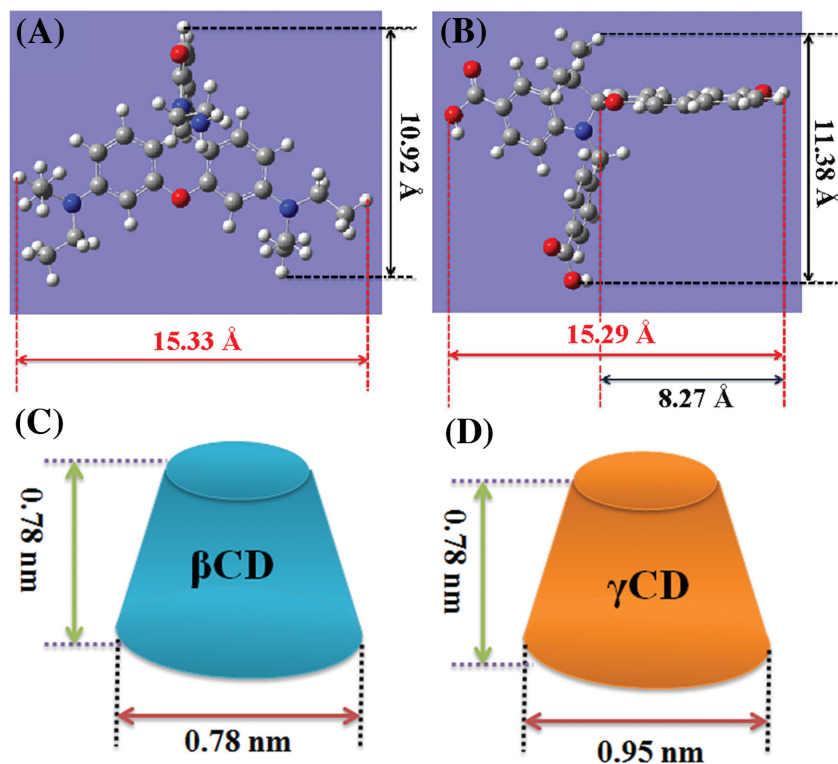 (A)
10.92 Å
15.33 Å
(B)
11.38 Å
15.29 Å
8.27 Å
(C)
0.78 nm
βCD
0.78 nm
(D)
0.78 nm
γCD
0.95 nm